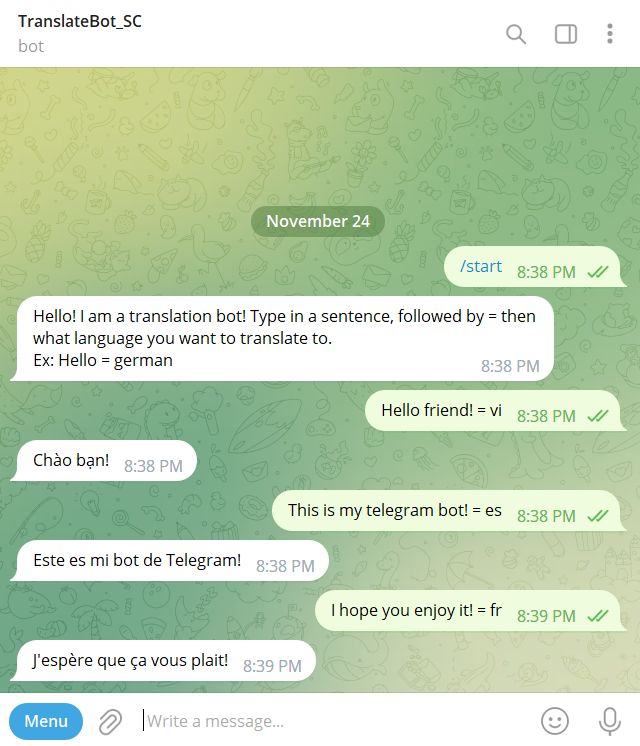 TranslateBot_SC
bot
November 24
/start 8:38 PM
Hello! I am a translation bot! Type in a sentence, followed by = then
what language you want to translate to.
Ex: Hello = german 8:38 PM
Hello friend! = vi 8:38 PM
Chào bạn! 8:38 PM
This is my telegram bot! = es 8:38 PM
Este es mi bot de Telegram! 8:38 PM
I hope you enjoy it! = fr 8:39 PM
J'espère que ça vous plait! 8:39 PM
Menu Write a message...